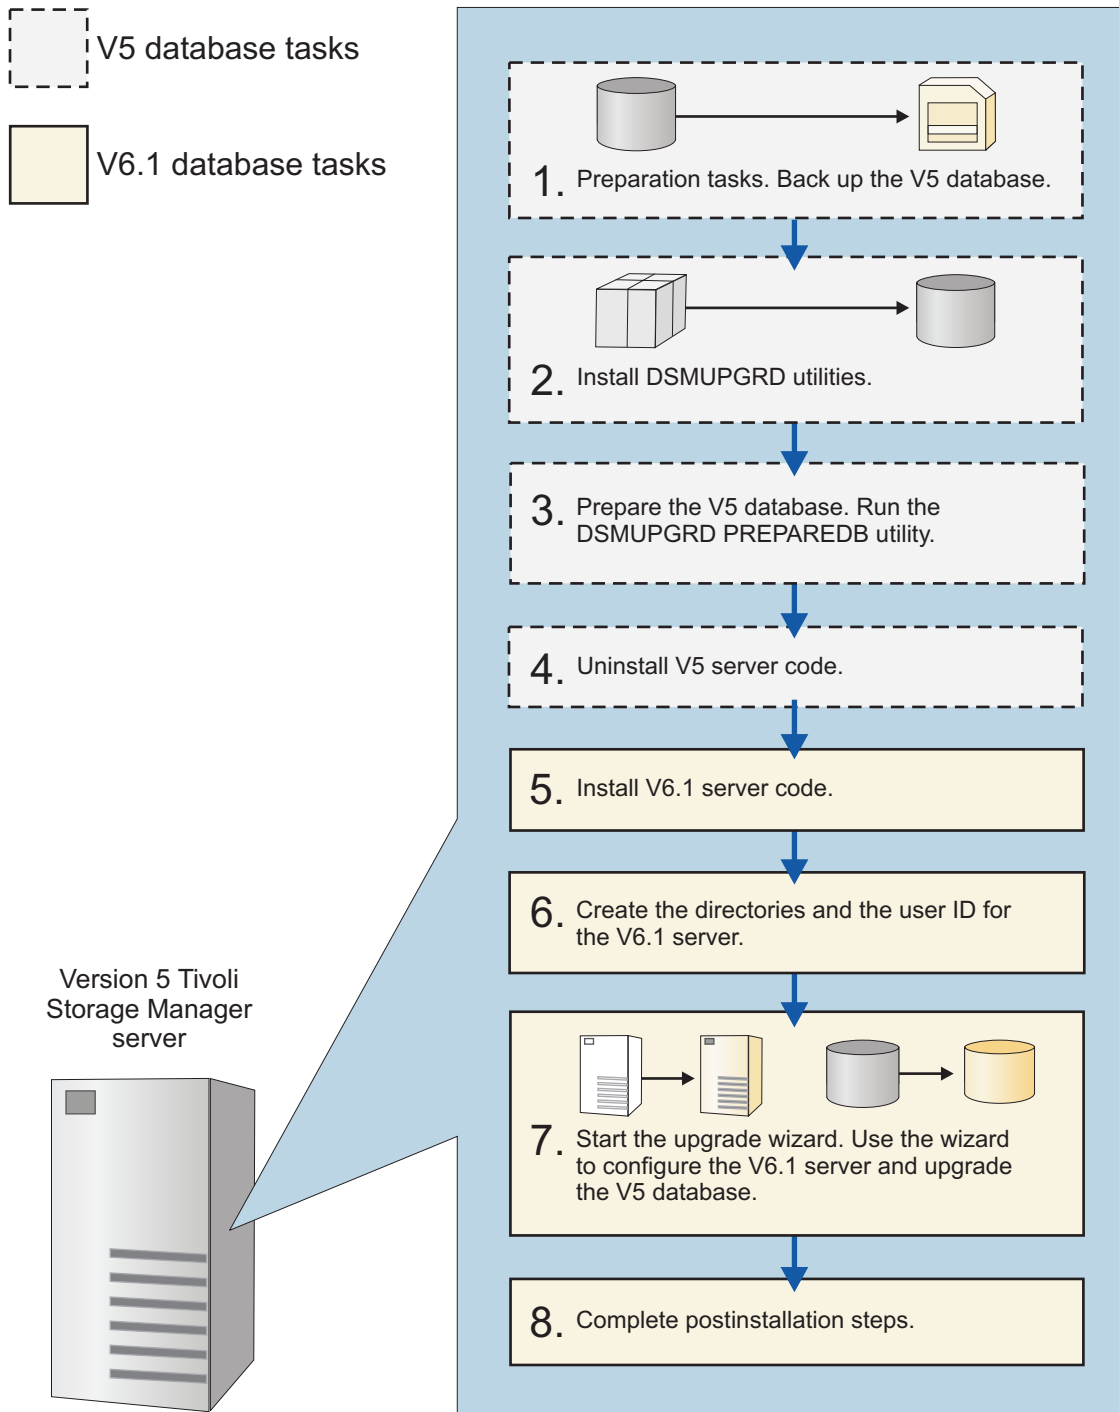 V5 database tasks
V6.1 database tasks
1. Preparation tasks. Back up the V5 database.
2. Install DSMUPGRD utilities.
3. Prepare the V5 database. Run the
DSMUPGRD PREPAREDB utility.
4. Uninstall V5 server code.
5. Install V6.1 server code.
6. Create the directories and the user ID for
the V6.1 server.
7. Start the upgrade wizard. Use the wizard
to configure the V6.1 server and upgrade
the V5 database.
8. Complete postinstallation steps.
Version 5 Tivoli
Storage Manager
server